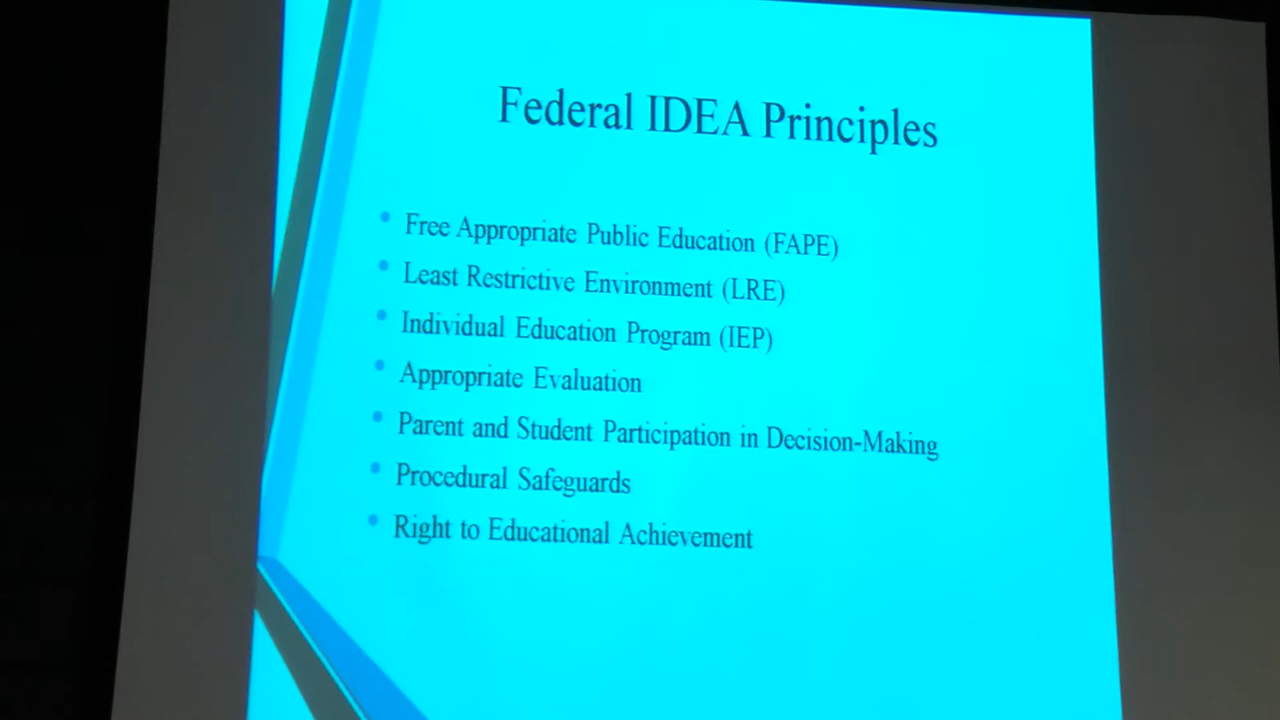 Federal IDEA Principles
• Free Appropriate Public Education (FAPE)
• Least Restrictive Environment (LRE)
• Individual Education Program (IEP)
• Appropriate Evaluation
• Parent and Student Participation in Decision-Making
• Procedural Safeguards
• Right to Educational Achievement